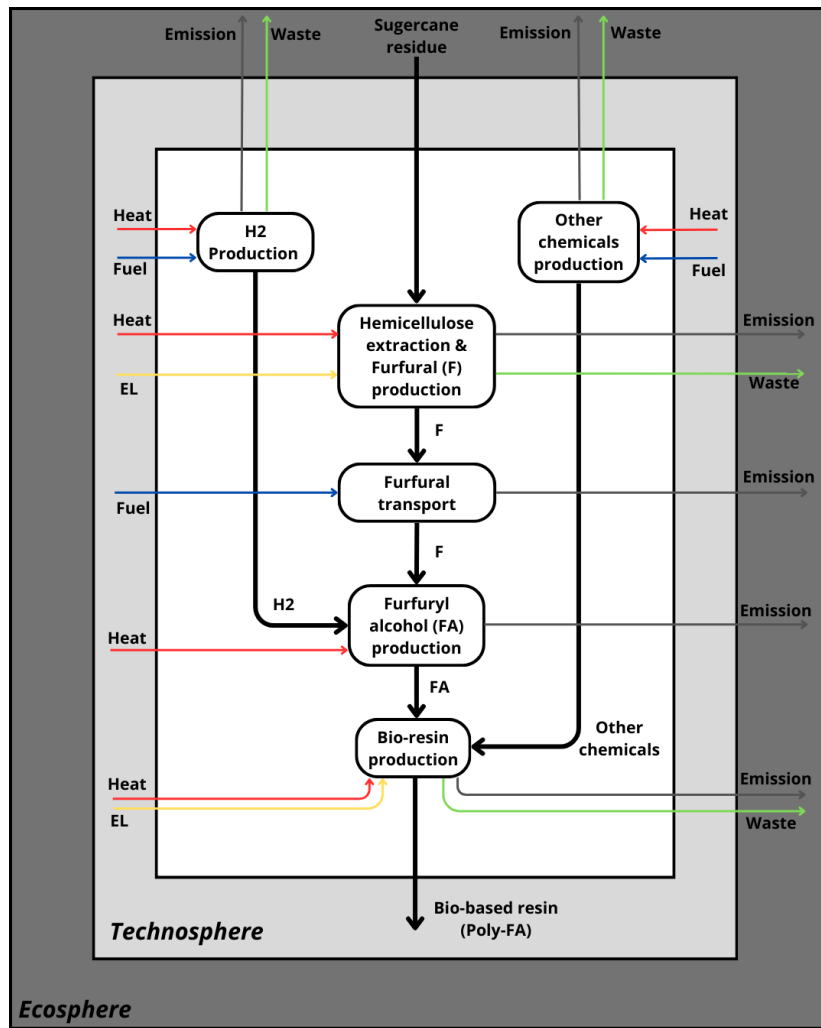 Emission
Waste
Sugercane
residue
Emission
Waste
Heat
Fuel
H2
Production
Other
chemicals
production
Heat
Fuel
Heat
EL
Hemicellulose
extraction &
Furfural (F)
production
Emission
Waste
F
Fuel
Furfural
transport
Emission
F
H2
Heat
Furfuryl
alcohol (FA)
production
Emission
FA
Bio-resin
production
Other
chemicals
Heat
EL
Emission
Waste
Bio-based resin
(Poly-FA)
Technosphere
Ecosphere